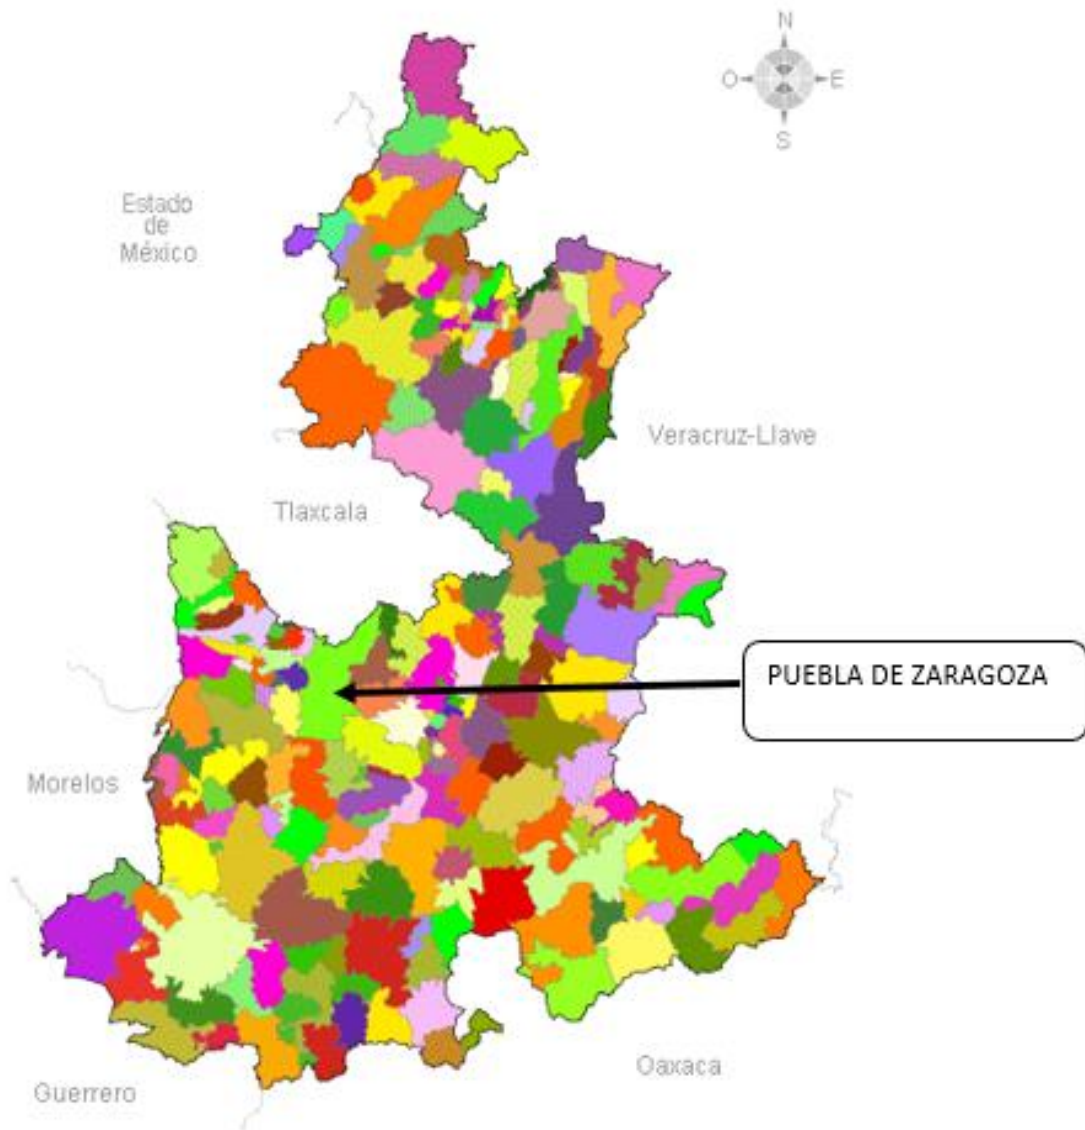 N
O E
S
Estado
de
México
Veracruz-Llave
Tlaxcala
PUEBLA DE ZARAGOZA
Morelos
Oaxaca
Guerrero